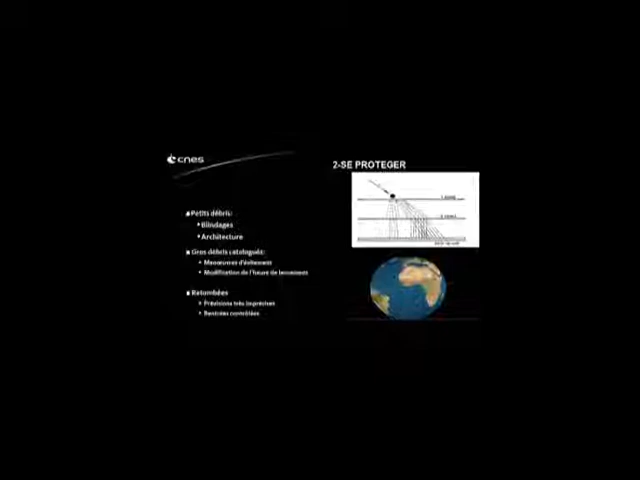 cnes
2-SE PROTEGER
Petits débris:
Blindages
Architecture
Gros débris catalogués:
Manoeuvres d'évitement
Modification de l'heure de lancement
Retombées
Prévisions très imprécises
Rentrées contrôlées